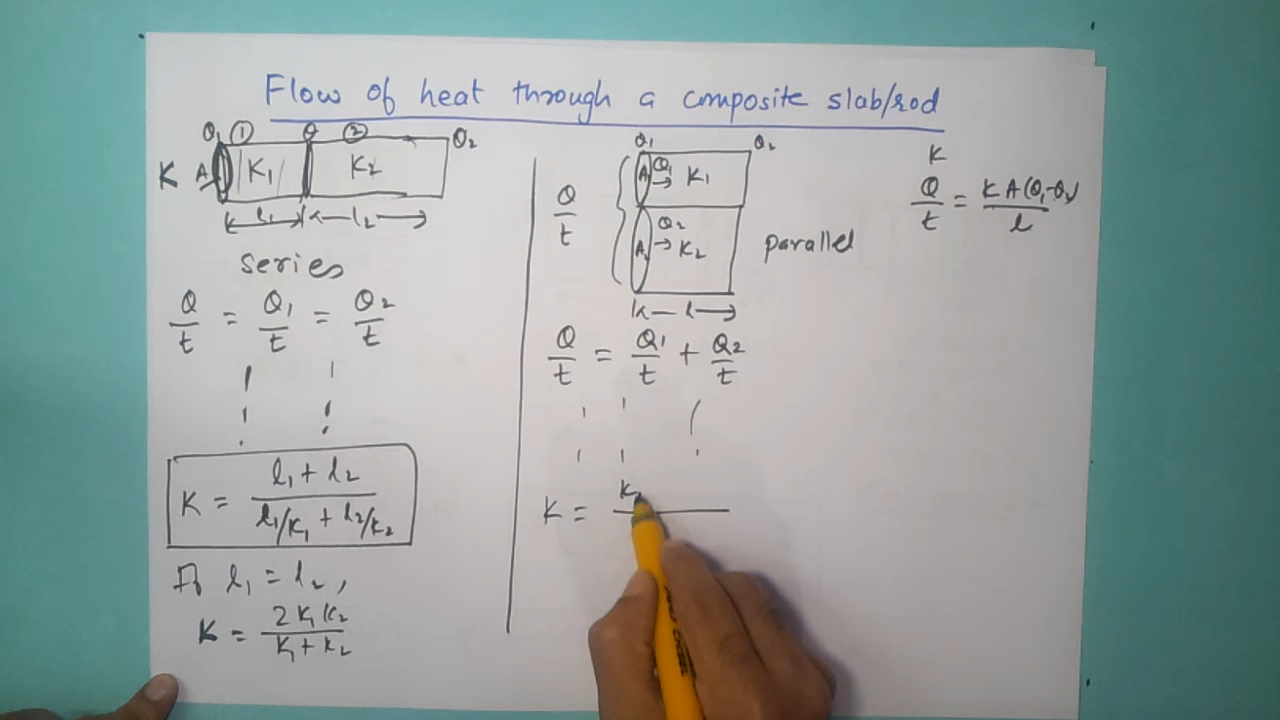 Flow of heat through a composite slab/rod
θ₁ ① θ ② θ₂
K A K₁ K₂
l₁ l₂
series
Q/t = Q₁/t = Q₂/t
K = (l₁ + l₂)/(l₁/K₁ + l₂/K₂)
If l₁ = l₂,
K = 2K₁K₂/(K₁ + K₂)
θ₁ θ₂
A Q₁ → K₁
Q/t
A Q₂ → K₂
parallel
l
Q/t = Q₁/t + Q₂/t
K = K
K
Q/t = KA(θ₁-θ₂)/l